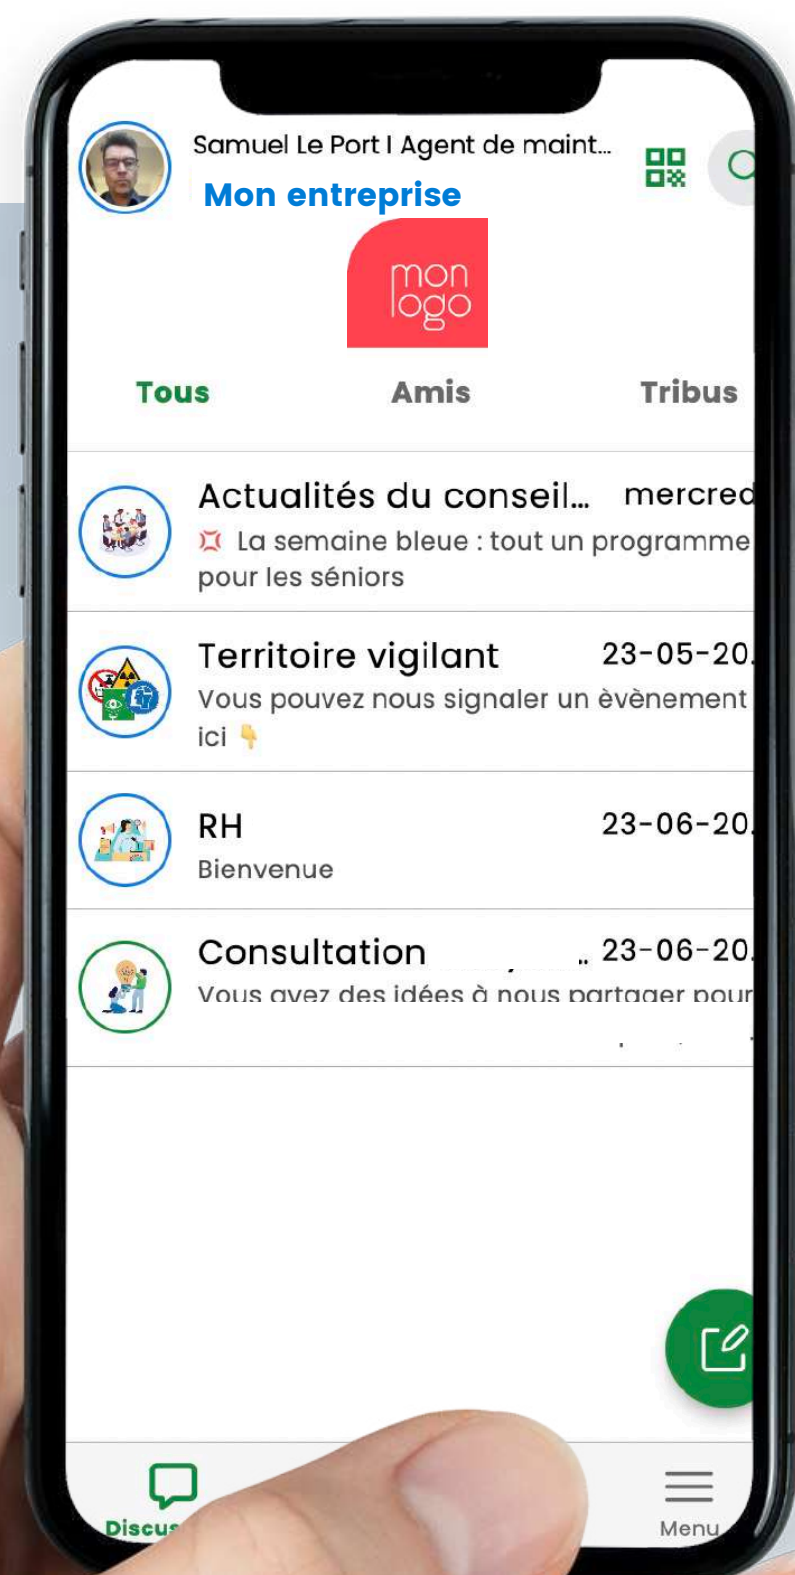 Samuel Le Port I Agent de maint...
Mon entreprise
mon
logo
Tous Amis Tribus
Actualités du conseil... mercred
La semaine bleue : tout un programme
pour les séniors
Territoire vigilant 23-05-20.
Vous pouvez nous signaler un èvènement
ici
RH 23-06-20.
Bienvenue
Consultation .. 23-06-20.
Vous avez des idées à nous partager pour
Discus
Menu